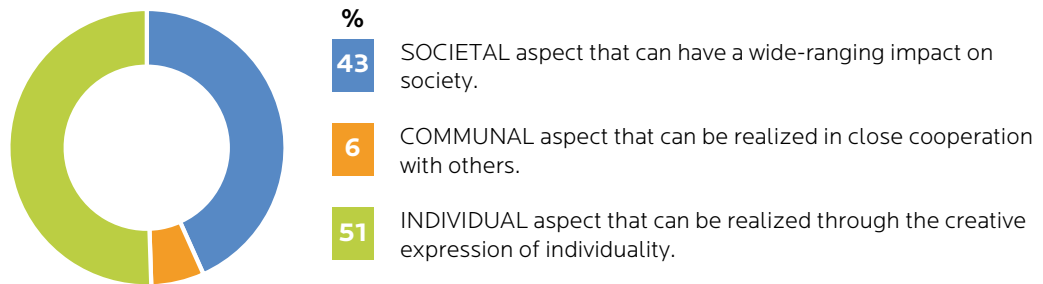 %
43
SOCIETAL aspect that can have a wide-ranging impact on
society.
6
COMMUNAL aspect that can be realized in close cooperation
with others.
51
INDIVIDUAL aspect that can be realized through the creative
expression of individuality.